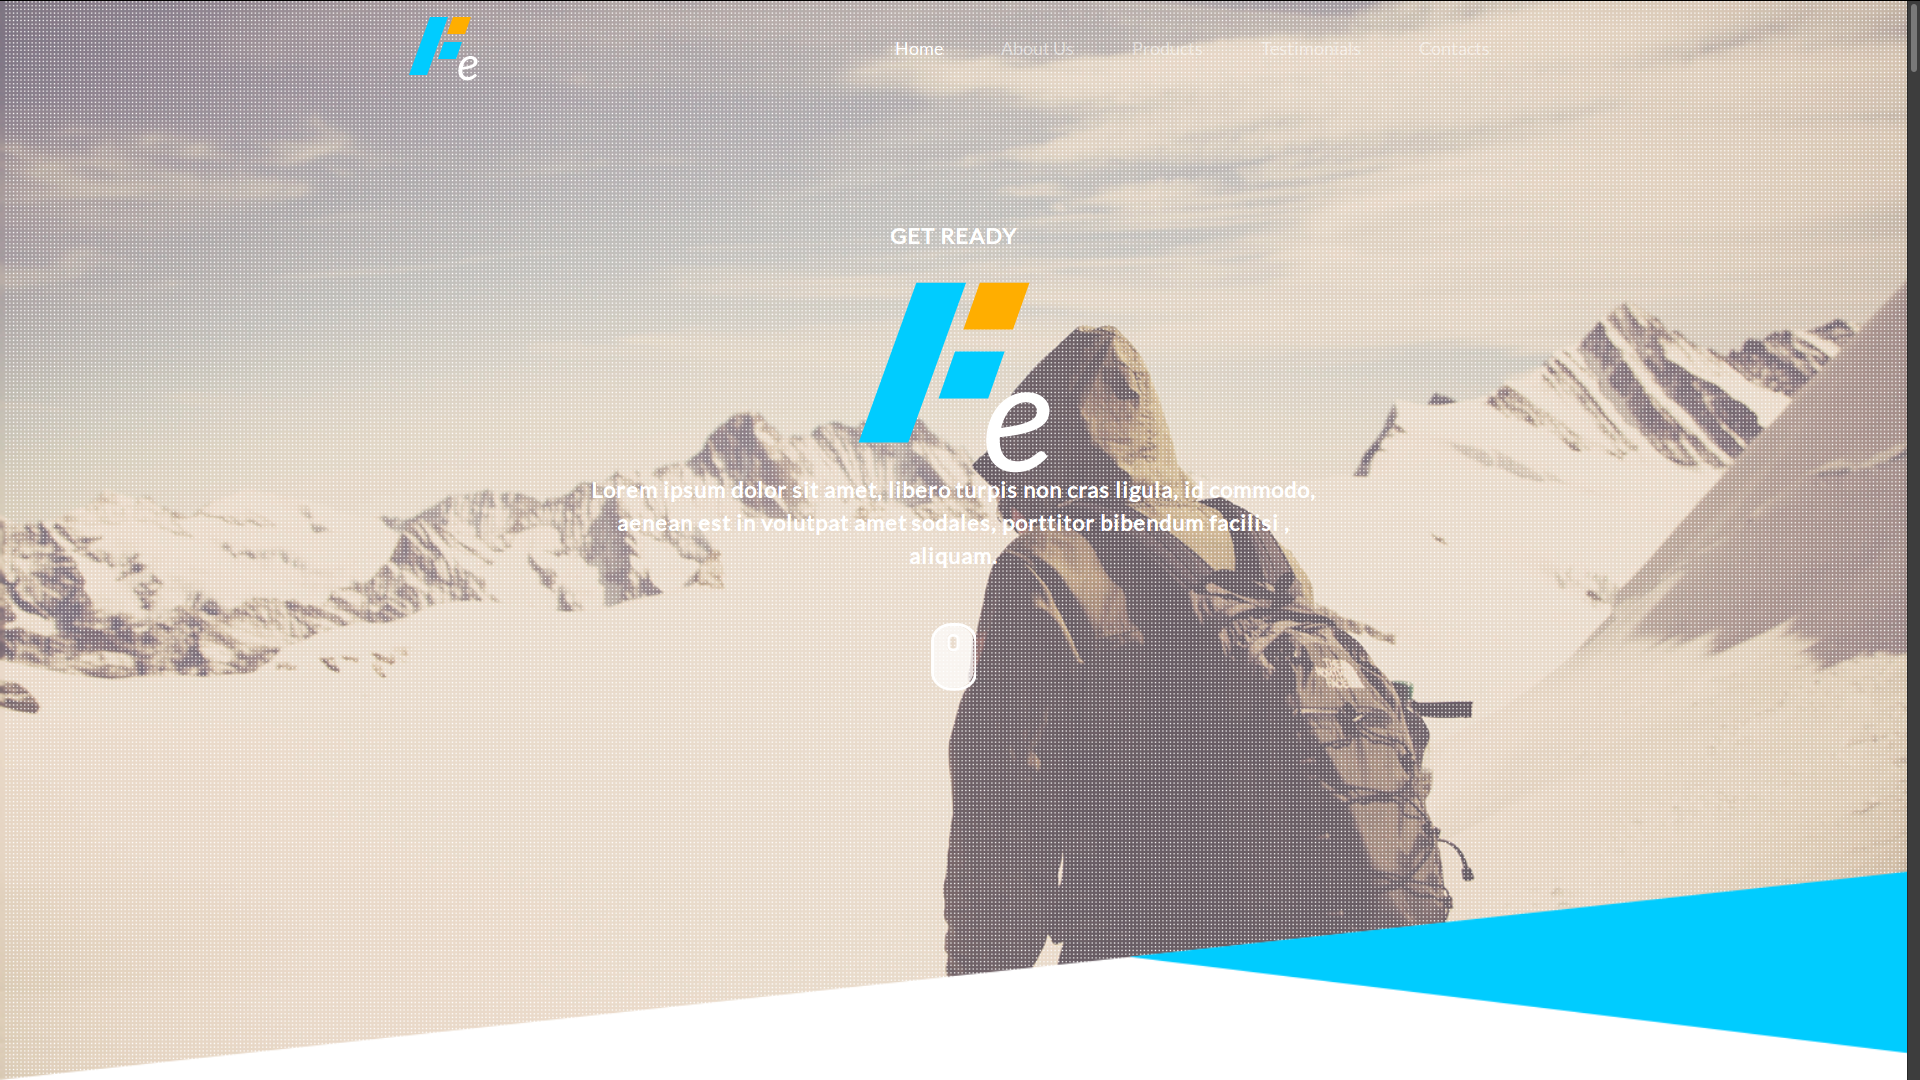 e
Home
About Us
Products
Testimonials
Contacts
GET READY
e
Lorem ipsum dolor sit amet, libero turpis non cras ligula, id commodo,
aenean est in volutpat amet sodales, porttitor bibendum facilisi ,
aliquam.